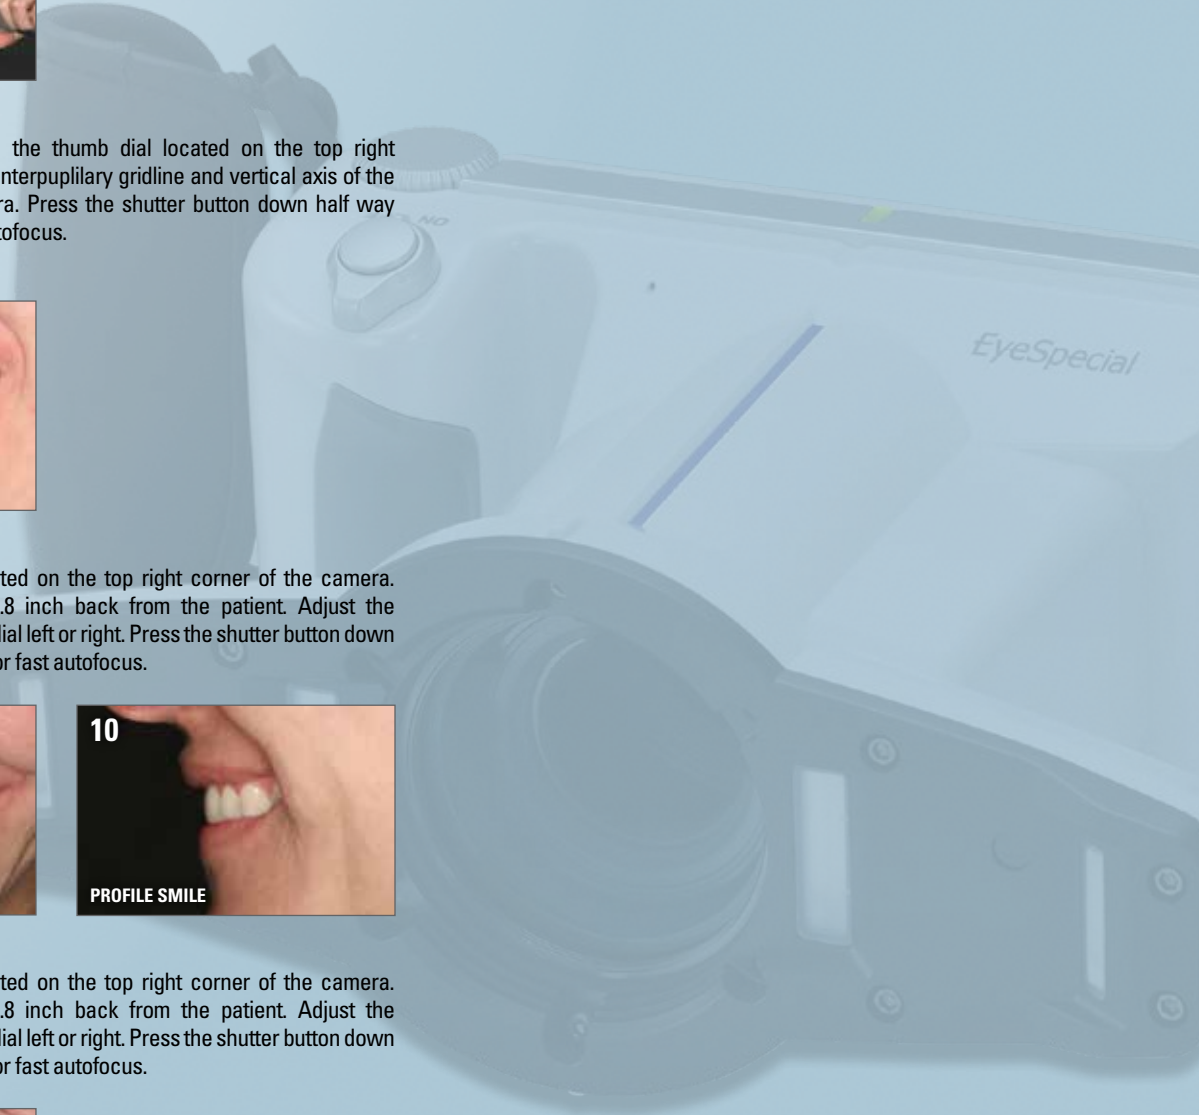 the thumb dial located on the top right
interpuplilary gridline and vertical axis of the
ra. Press the shutter button down half way
tofocus.
ON
EyeSpecial
ted on the top right corner of the camera.
.8 inch back from the patient. Adjust the
dial left or right. Press the shutter button down
or fast autofocus.
10
PROFILE SMILE
ted on the top right corner of the camera.
.8 inch back from the patient. Adjust the
dial left or right. Press the shutter button down
or fast autofocus.